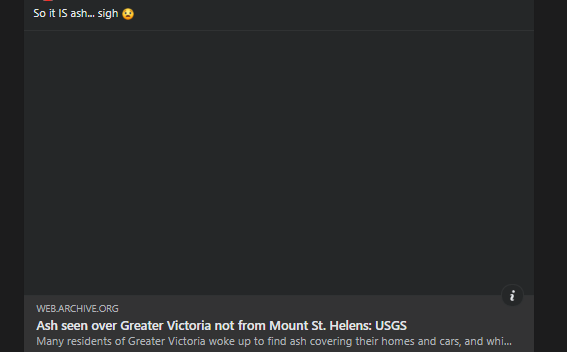 So it IS ash... sigh 😫
WEB.ARCHIVE.ORG
Ash seen over Greater Victoria not from Mount St. Helens: USGS
Many residents of Greater Victoria woke up to find ash covering their homes and cars, and whi...